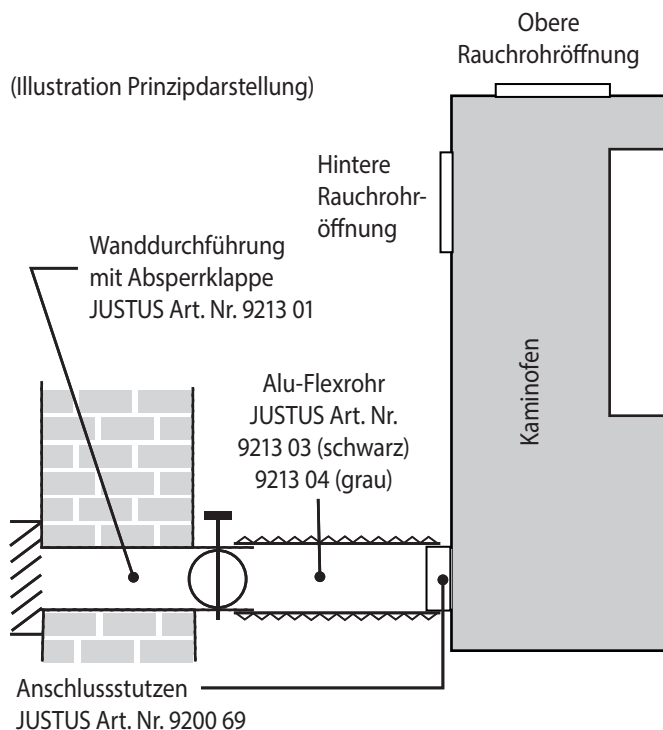 Obere
Rauchrohröffnung
(Illustration Prinzipdarstellung)
Hintere
Rauchrohr-
öffnung
Wanddurchführung
mit Absperrklappe
JUSTUS Art. Nr. 9213 01
Kaminofen
Alu-Flexrohr
JUSTUS Art. Nr.
9213 03 (schwarz)
9213 04 (grau)
Anschlussstutzen
JUSTUS Art. Nr. 9200 69